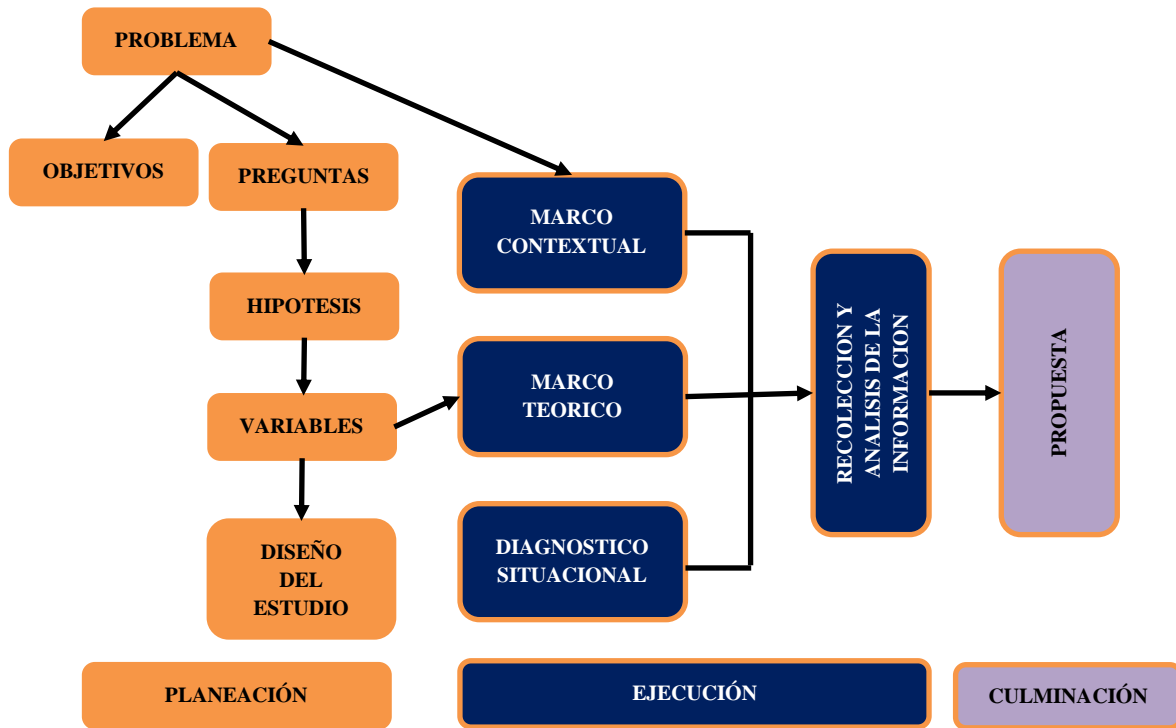 PROBLEMA
OBJETIVOS
PREGUNTAS
HIPOTESIS
VARIABLES
DISEÑO
DEL
ESTUDIO
MARCO
CONTEXTUAL
MARCO
TEORICO
DIAGNOSTICO
SITUACIONAL
RECOLECCION Y
ANALISIS DE LA
INFORMACION
PROPUESTA
PLANEACIÓN
EJECUCIÓN
CULMINACIÓN